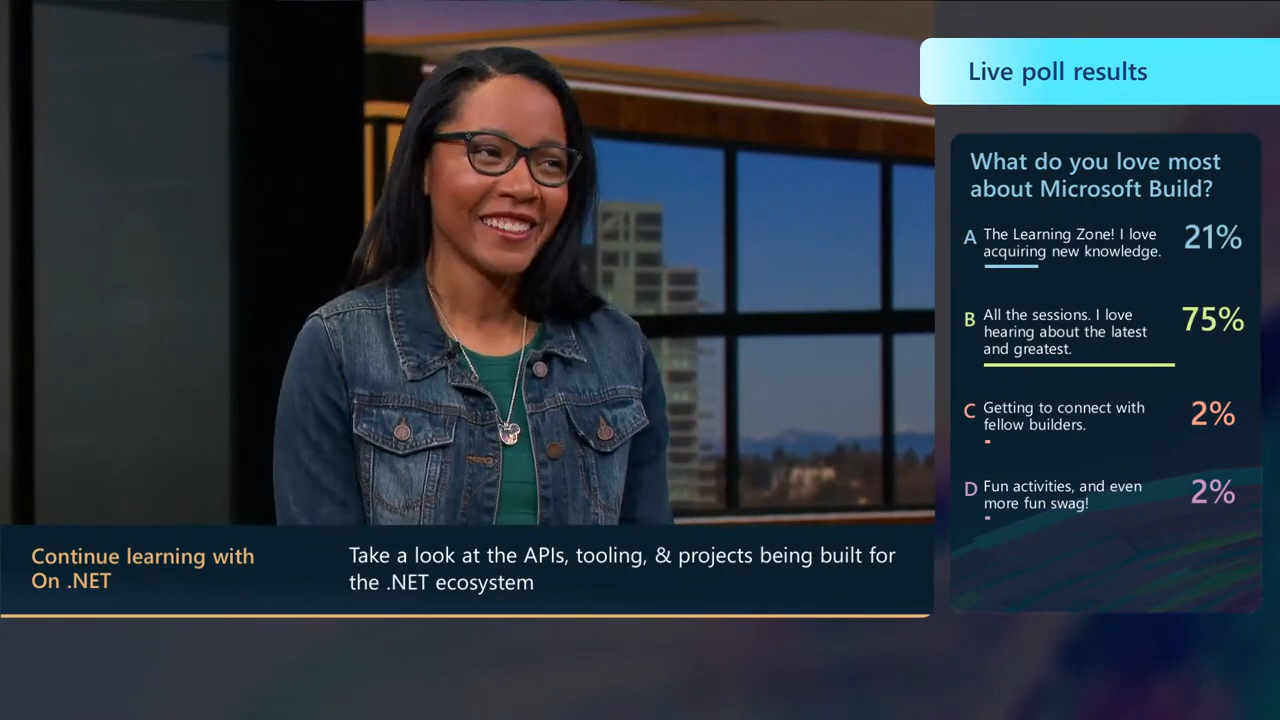 Live poll results
What do you love most
about Microsoft Build?
A
The Learning Zone! I love
acquiring new knowledge.
21%
B
All the sessions. I love
hearing about the latest
and greatest.
75%
C
Getting to connect with
fellow builders.
2%
D
Fun activities, and even
more fun swag!
2%
Continue learning with
On .NET
Take a look at the APIs, tooling, & projects being built for
the .NET ecosystem